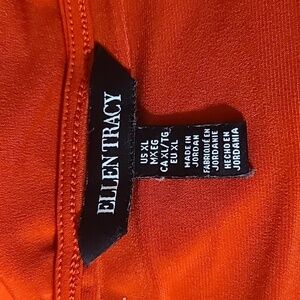 ELLEN TRACY
US XL
MX EG
CA XL/TG
EU XL
MADE IN
JORDAN
FABRIQUÉ EN
JORDANIE
HECHO EN
JORDANIA